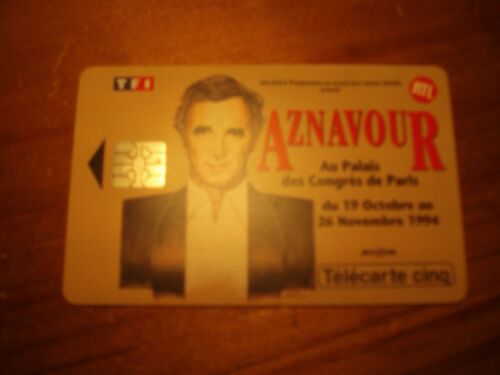 TF1
RTL
AZNAVOUR
Au Palais
des Congrès de Paris
du 19 Octobre au
26 Novembre 1994
Télécarte cinq